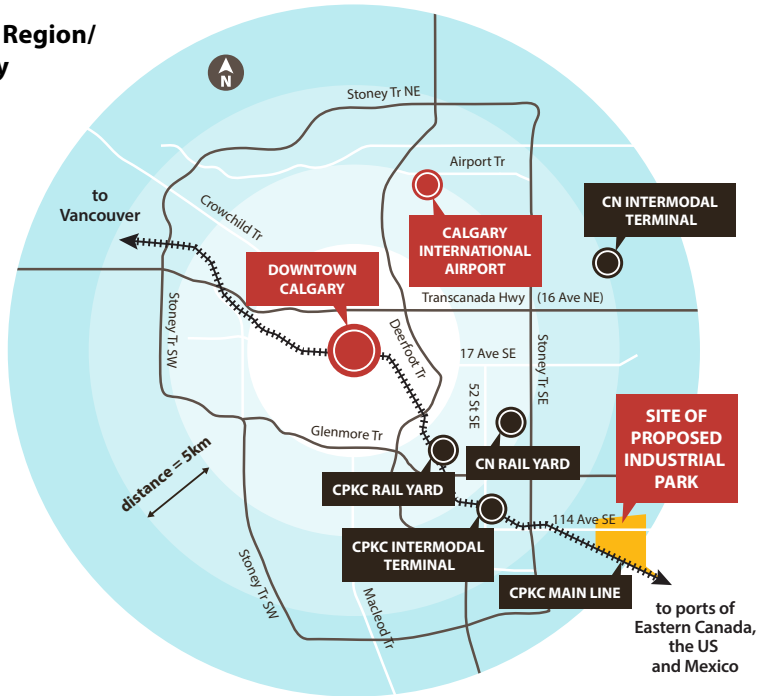 Region/
y
N
Stoney Tr NE
Airport Tr
to
Vancouver
Crowchild Tr
CN INTERMODAL
TERMINAL
CALGARY
INTERNATIONAL
AIRPORT
DOWNTOWN
CALGARY
Transcanada Hwy
(16 Ave NE)
Stoney Tr SW
Deerfoot Tr
17 Ave SE
Stoney Tr SE
52 St SE
SITE OF
PROPOSED
INDUSTRIAL
PARK
Glenmore Tr
CN RAIL YARD
distance = 5km
CPKC RAIL YARD
114 Ave SE
CPKC INTERMODAL
TERMINAL
Stoney Tr SW
CPKC MAIN LINE
Macleod Tr
to ports of
Eastern Canada,
the US
and Mexico